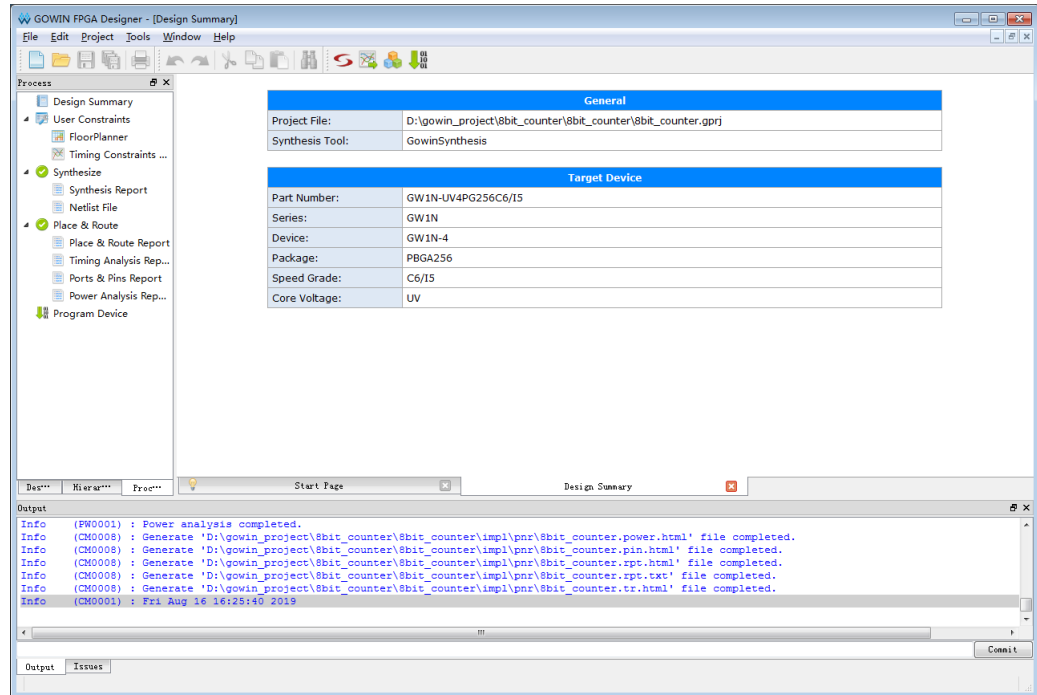 GOWIN FPGA Designer - [Design Summary]
File Edit Project Tools Window Help
Process
Design Summary
User Constraints
FloorPlanner
Timing Constraints ...
Synthesize
Synthesis Report
Netlist File
Place & Route
Place & Route Report
Timing Analysis Rep...
Ports & Pins Report
Power Analysis Rep...
Program Device
General
Project File: D:\gowin_project\8bit_counter\8bit_counter\8bit_counter.gprj
Synthesis Tool: GowinSynthesis
Target Device
Part Number: GW1N-UV4PG256C6/I5
Series: GW1N
Device: GW1N-4
Package: PBGA256
Speed Grade: C6/I5
Core Voltage: UV
Des... Hierar... Proc... Start Page Design Summary
Output
Info (PW0001) : Power analysis completed.
Info (CM0008) : Generate 'D:\gowin_project\8bit_counter\8bit_counter\impl\pnr\8bit_counter.power.html' file completed.
Info (CM0008) : Generate 'D:\gowin_project\8bit_counter\8bit_counter\impl\pnr\8bit_counter.pin.html' file completed.
Info (CM0008) : Generate 'D:\gowin_project\8bit_counter\8bit_counter\impl\pnr\8bit_counter.rpt.html' file completed.
Info (CM0008) : Generate 'D:\gowin_project\8bit_counter\8bit_counter\impl\pnr\8bit_counter.rpt.txt' file completed.
Info (CM0008) : Generate 'D:\gowin_project\8bit_counter\8bit_counter\impl\pnr\8bit_counter.tr.html' file completed.
Info (CM0001) : Fri Aug 16 16:25:40 2019
Commit
Output Issues